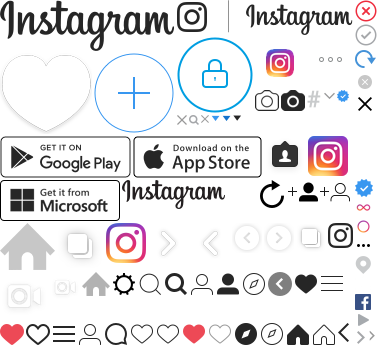 Instagram
Instagram
GET IT ON
Google Play
Download on the
App Store
Get it from
Microsoft
Instagram